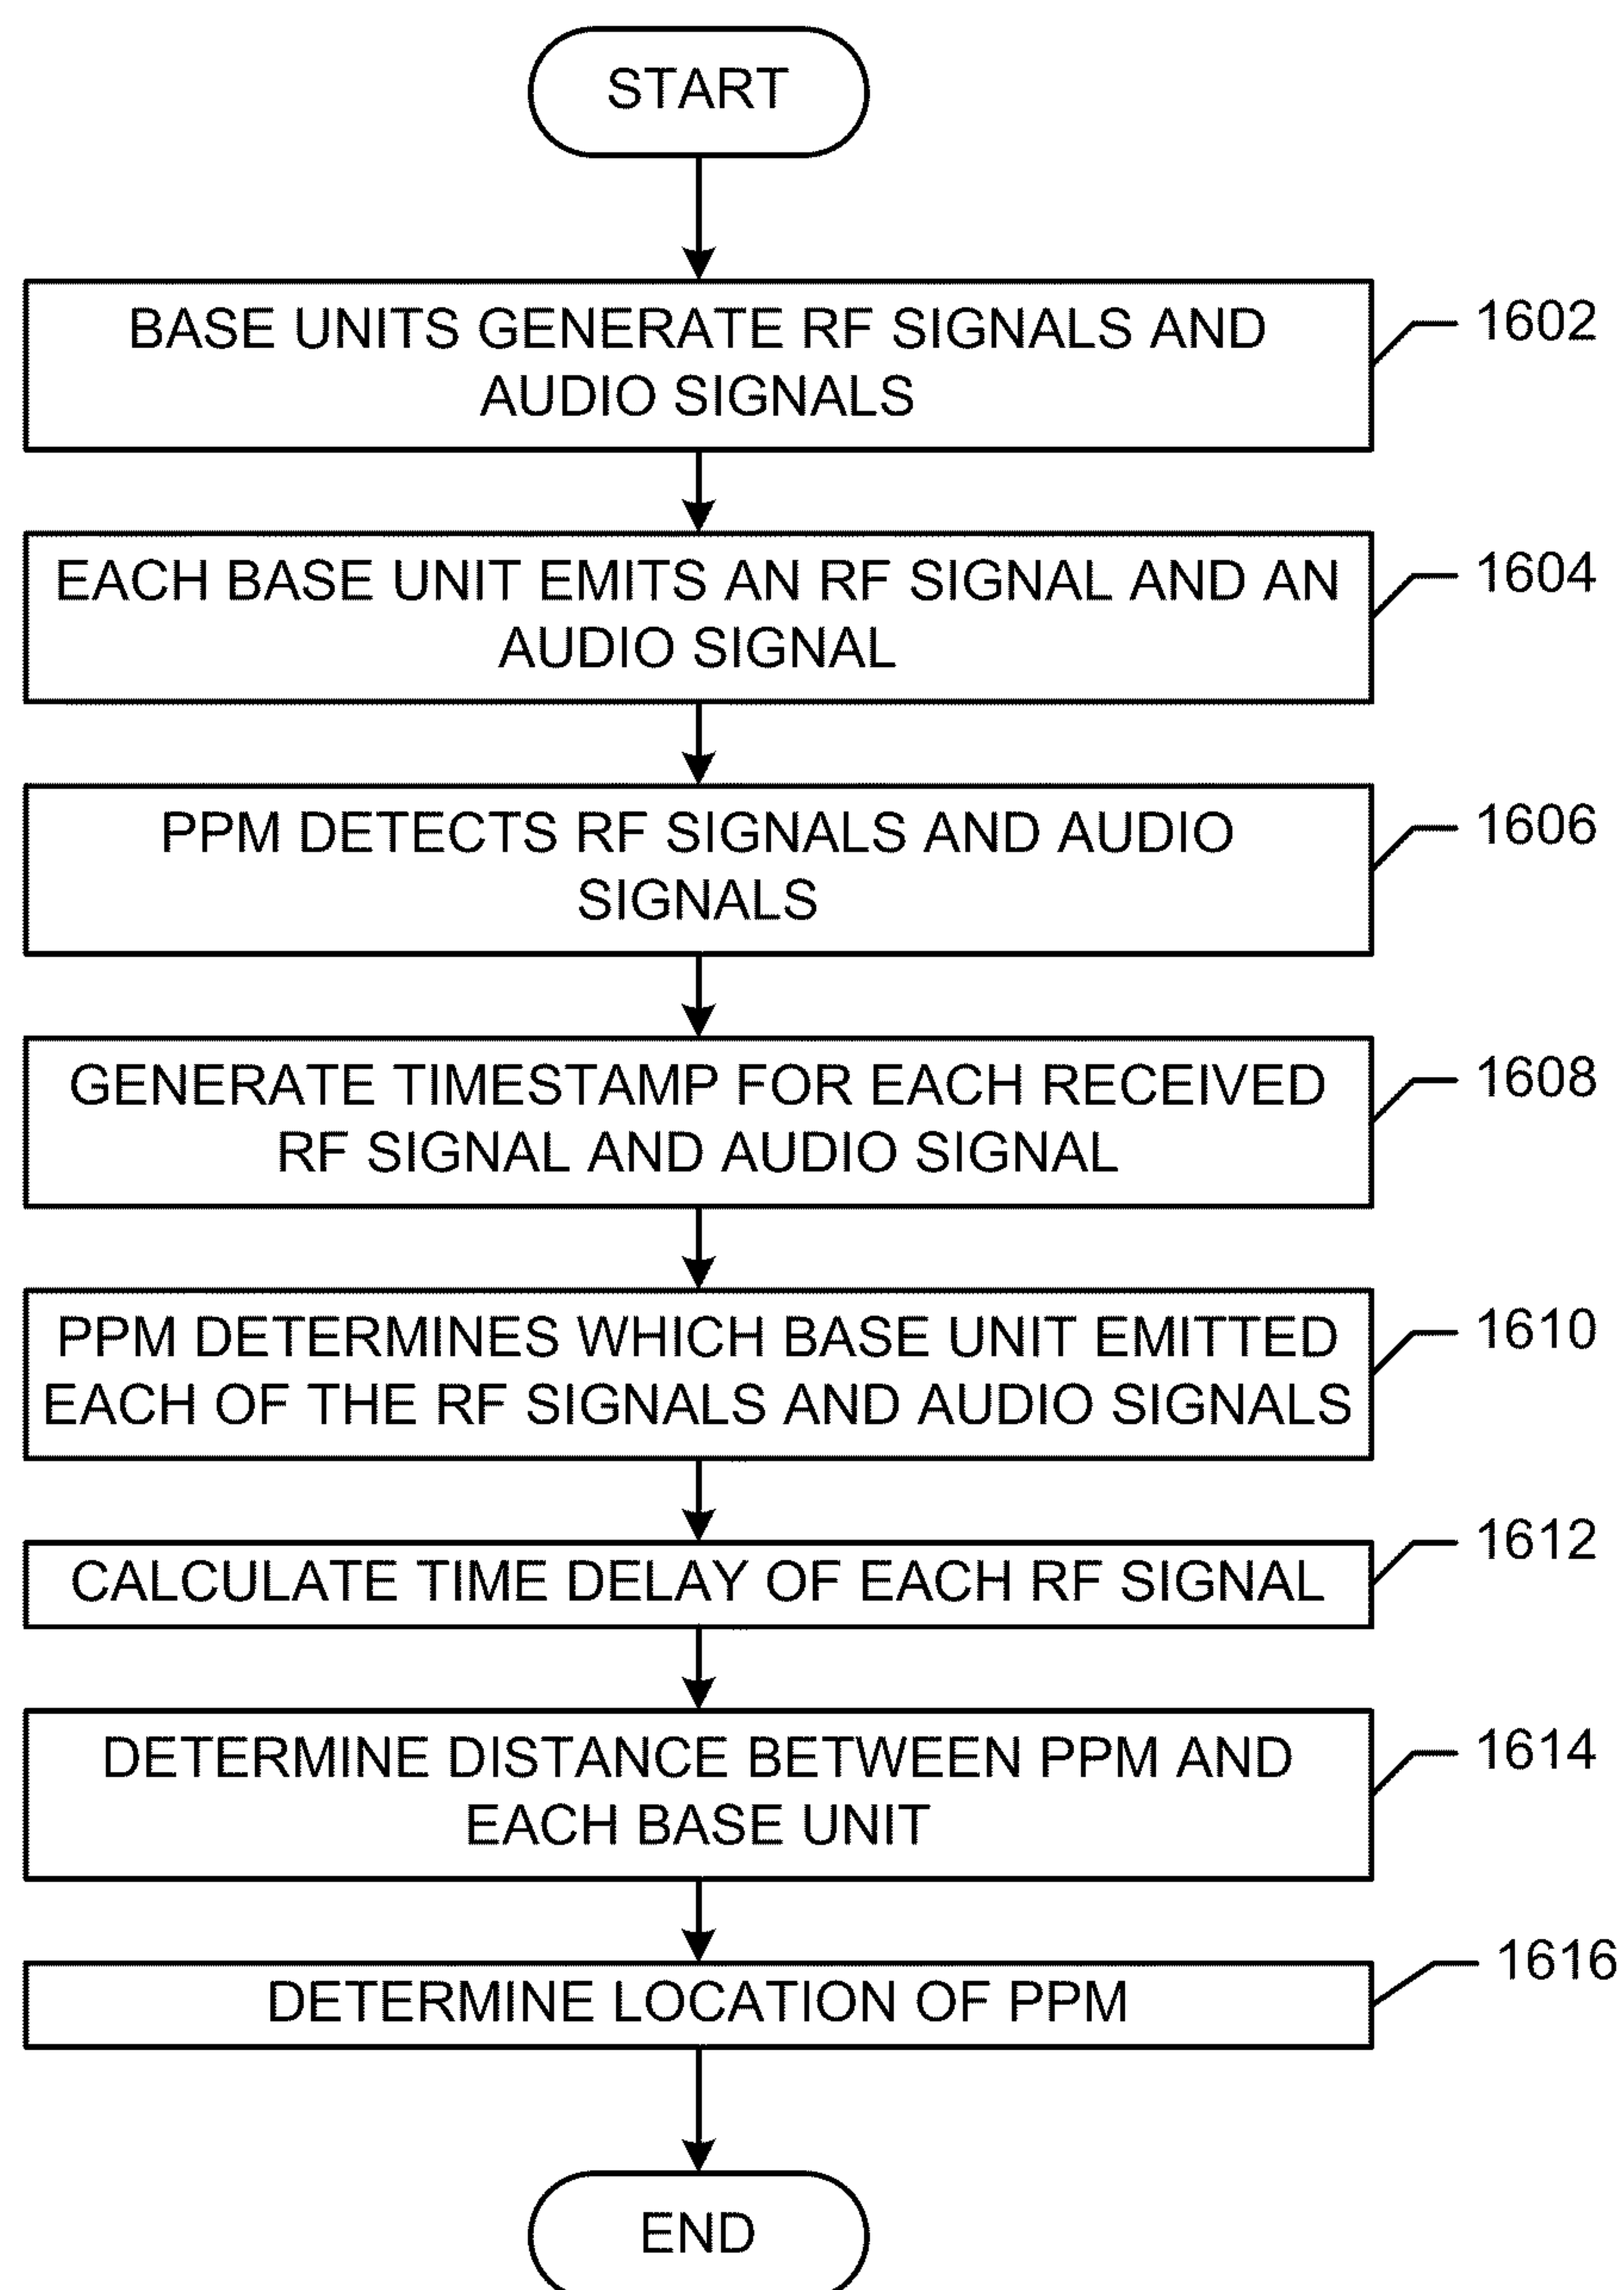 START
BASE UNITS GENERATE RF SIGNALS AND
AUDIO SIGNALS
1602
EACH BASE UNIT EMITS AN RF SIGNAL AND AN
AUDIO SIGNAL
1604
PPM DETECTS RF SIGNALS AND AUDIO
SIGNALS
1606
GENERATE TIMESTAMP FOR EACH RECEIVED
RF SIGNAL AND AUDIO SIGNAL
1608
PPM DETERMINES WHICH BASE UNIT EMITTED
EACH OF THE RF SIGNALS AND AUDIO SIGNALS
1610
CALCULATE TIME DELAY OF EACH RF SIGNAL
1612
DETERMINE DISTANCE BETWEEN PPM AND
EACH BASE UNIT
1614
DETERMINE LOCATION OF PPM
1616
END